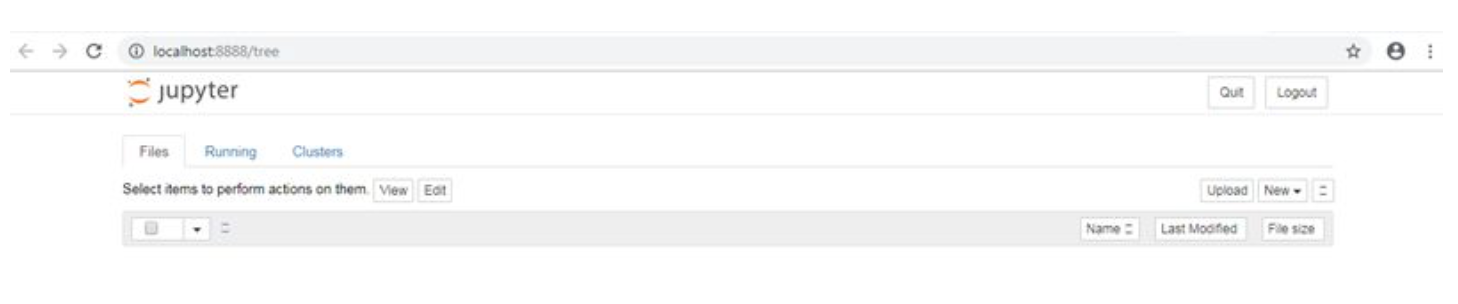 localhost:8888/tree
jupyter
Quit Logout
Files Running Clusters
Select items to perform actions on them. View Edit Upload New
Name Last Modified File size